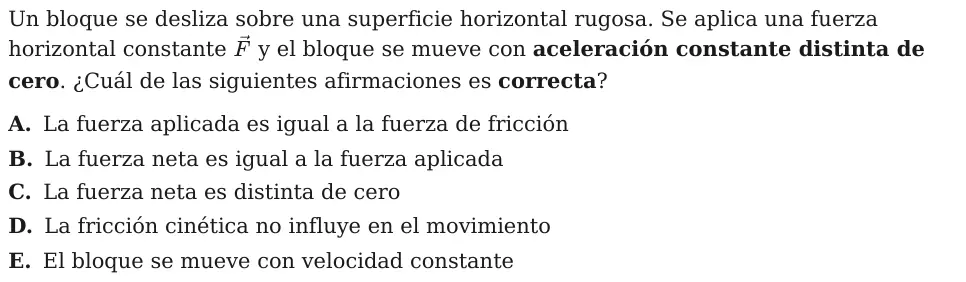 Un bloque se desliza sobre una superficie horizontal rugosa. Se aplica una fuerza
horizontal constante $\vec{F}$ y el bloque se mueve con aceleración constante distinta de
cero. ¿Cuál de las siguientes afirmaciones es correcta?
A. La fuerza aplicada es igual a la fuerza de fricción
B. La fuerza neta es igual a la fuerza aplicada
C. La fuerza neta es distinta de cero
D. La fricción cinética no influye en el movimiento
E. El bloque se mueve con velocidad constante